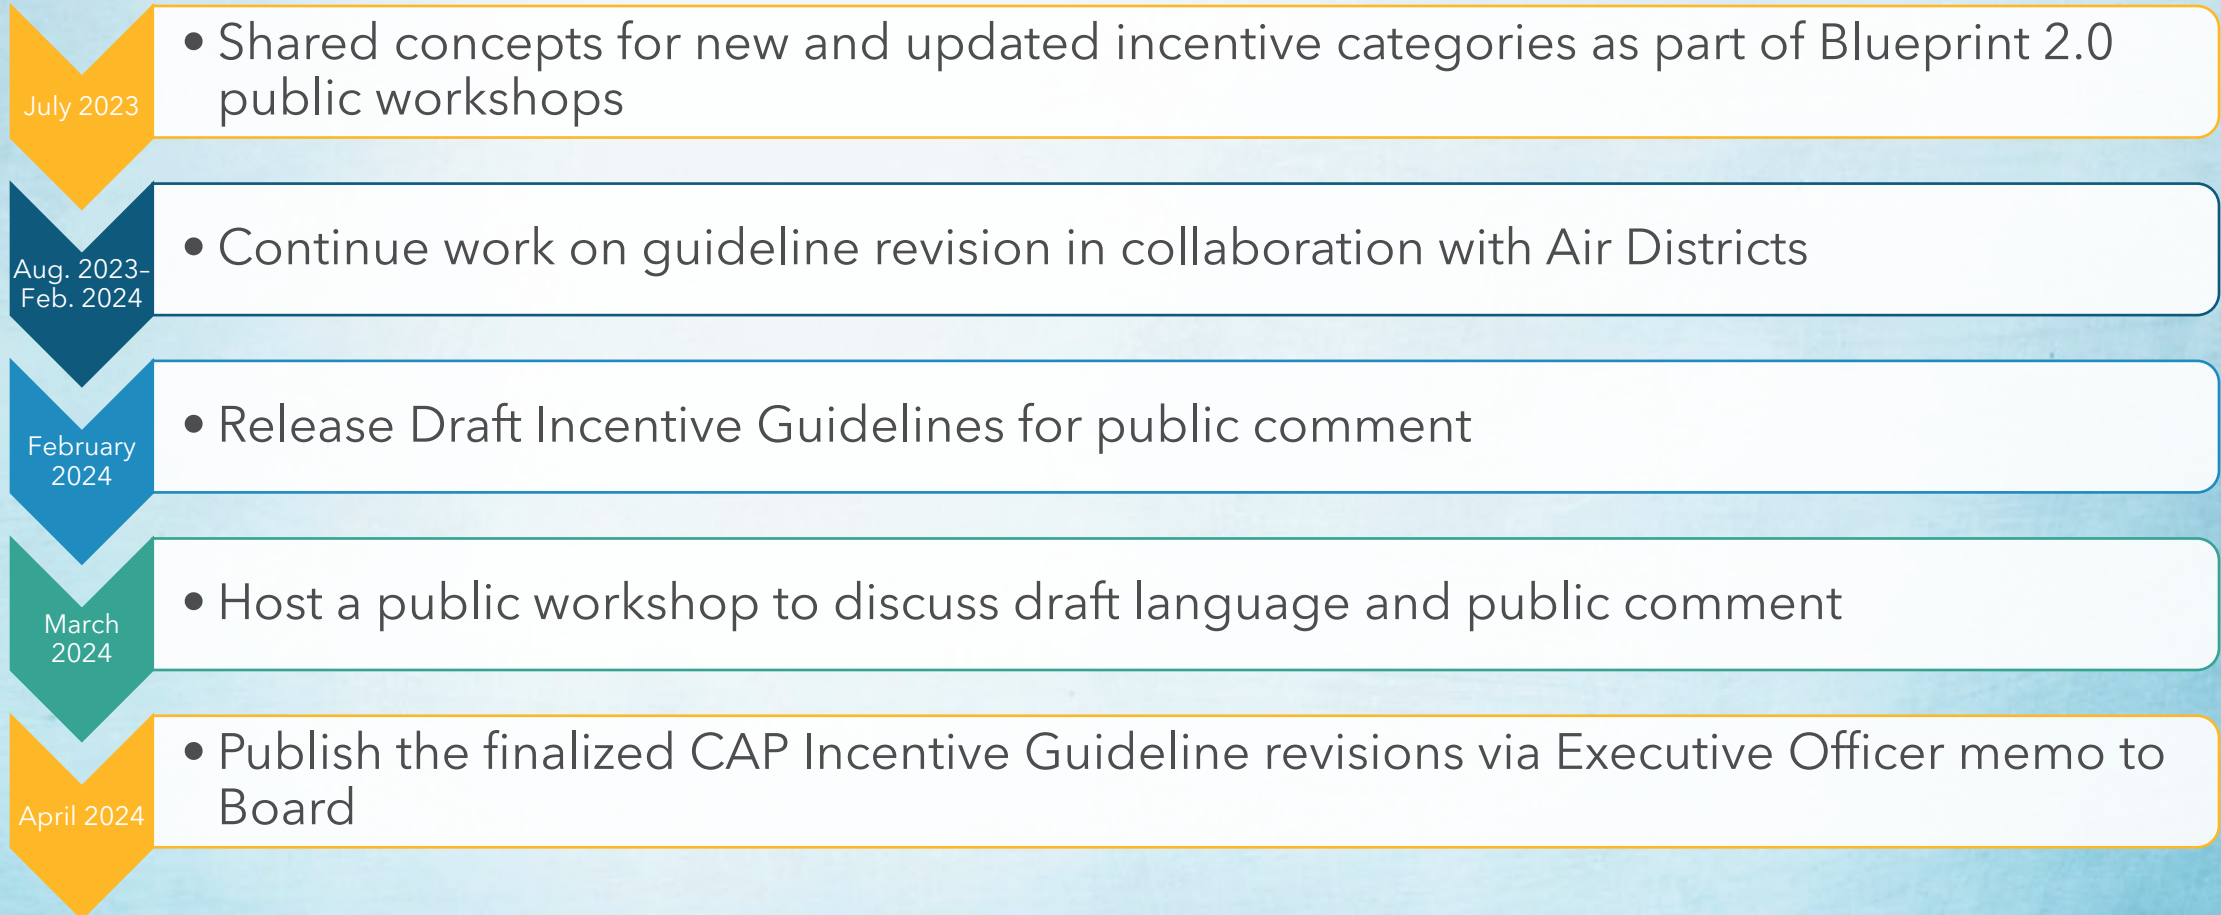 July 2023
• Shared concepts for new and updated incentive categories as part of Blueprint 2.0
public workshops
Aug. 2023–
Feb. 2024
• Continue work on guideline revision in collaboration with Air Districts
February
2024
• Release Draft Incentive Guidelines for public comment
March
2024
• Host a public workshop to discuss draft language and public comment
April 2024
• Publish the finalized CAP Incentive Guideline revisions via Executive Officer memo to
Board